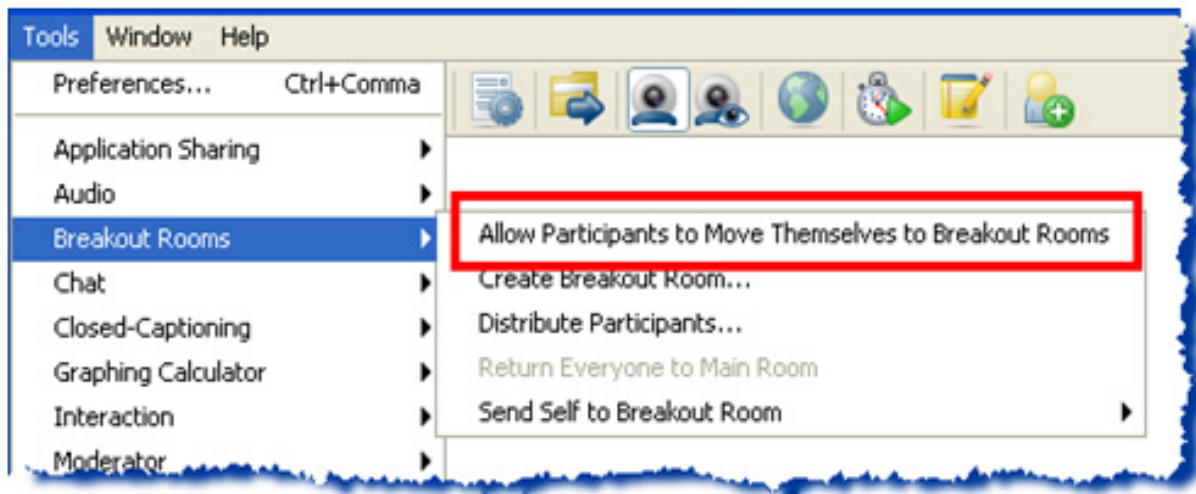 Tools Window Help
Preferences... Ctrl+Comma
Application Sharing
Audio
Breakout Rooms
Chat
Closed-Captioning
Graphing Calculator
Interaction
Moderator
Allow Participants to Move Themselves to Breakout Rooms
Create Breakout Room...
Distribute Participants...
Return Everyone to Main Room
Send Self to Breakout Room